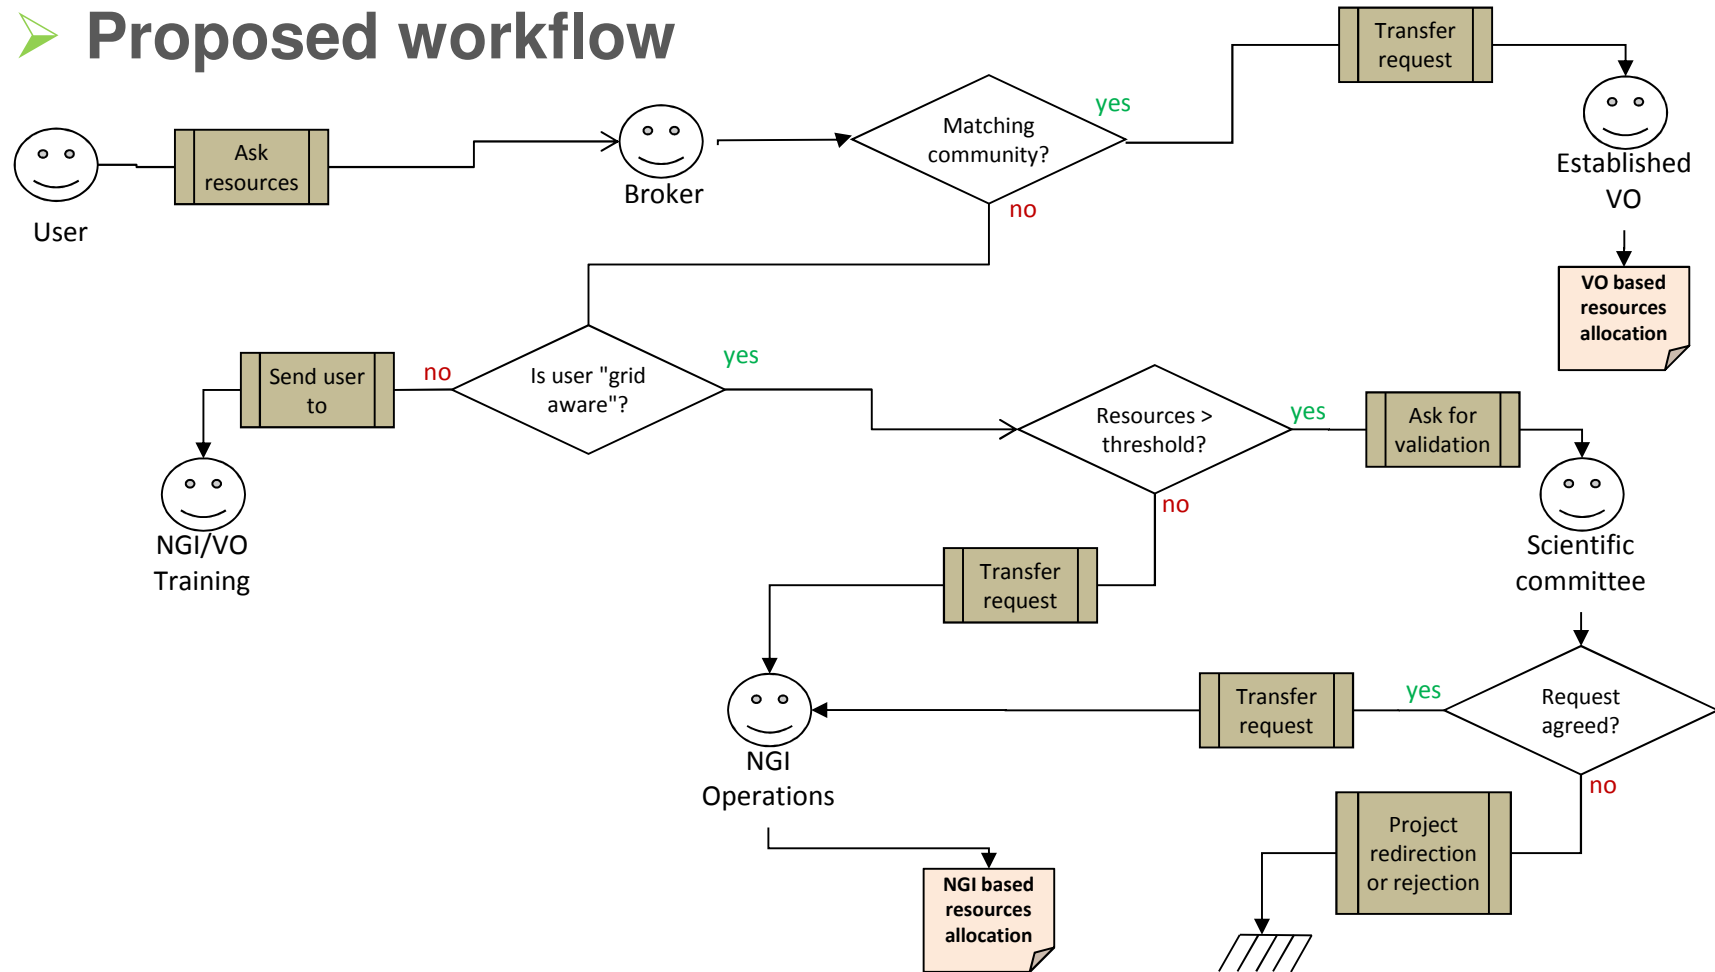 Proposed workflow
Transfer
request
yes
Matching
community?
Ask
resources
Broker
Established
VO
User
no
VO based
resources
allocation
Send user
to
no
Is user "grid
aware"?
yes
Resources >
threshold?
yes
Ask for
validation
no
NGI/VO
Training
Scientific
committee
Transfer
request
Transfer
request
yes
Request
agreed?
NGI
Operations
no
Project
redirection
or rejection
NGI based
resources
allocation